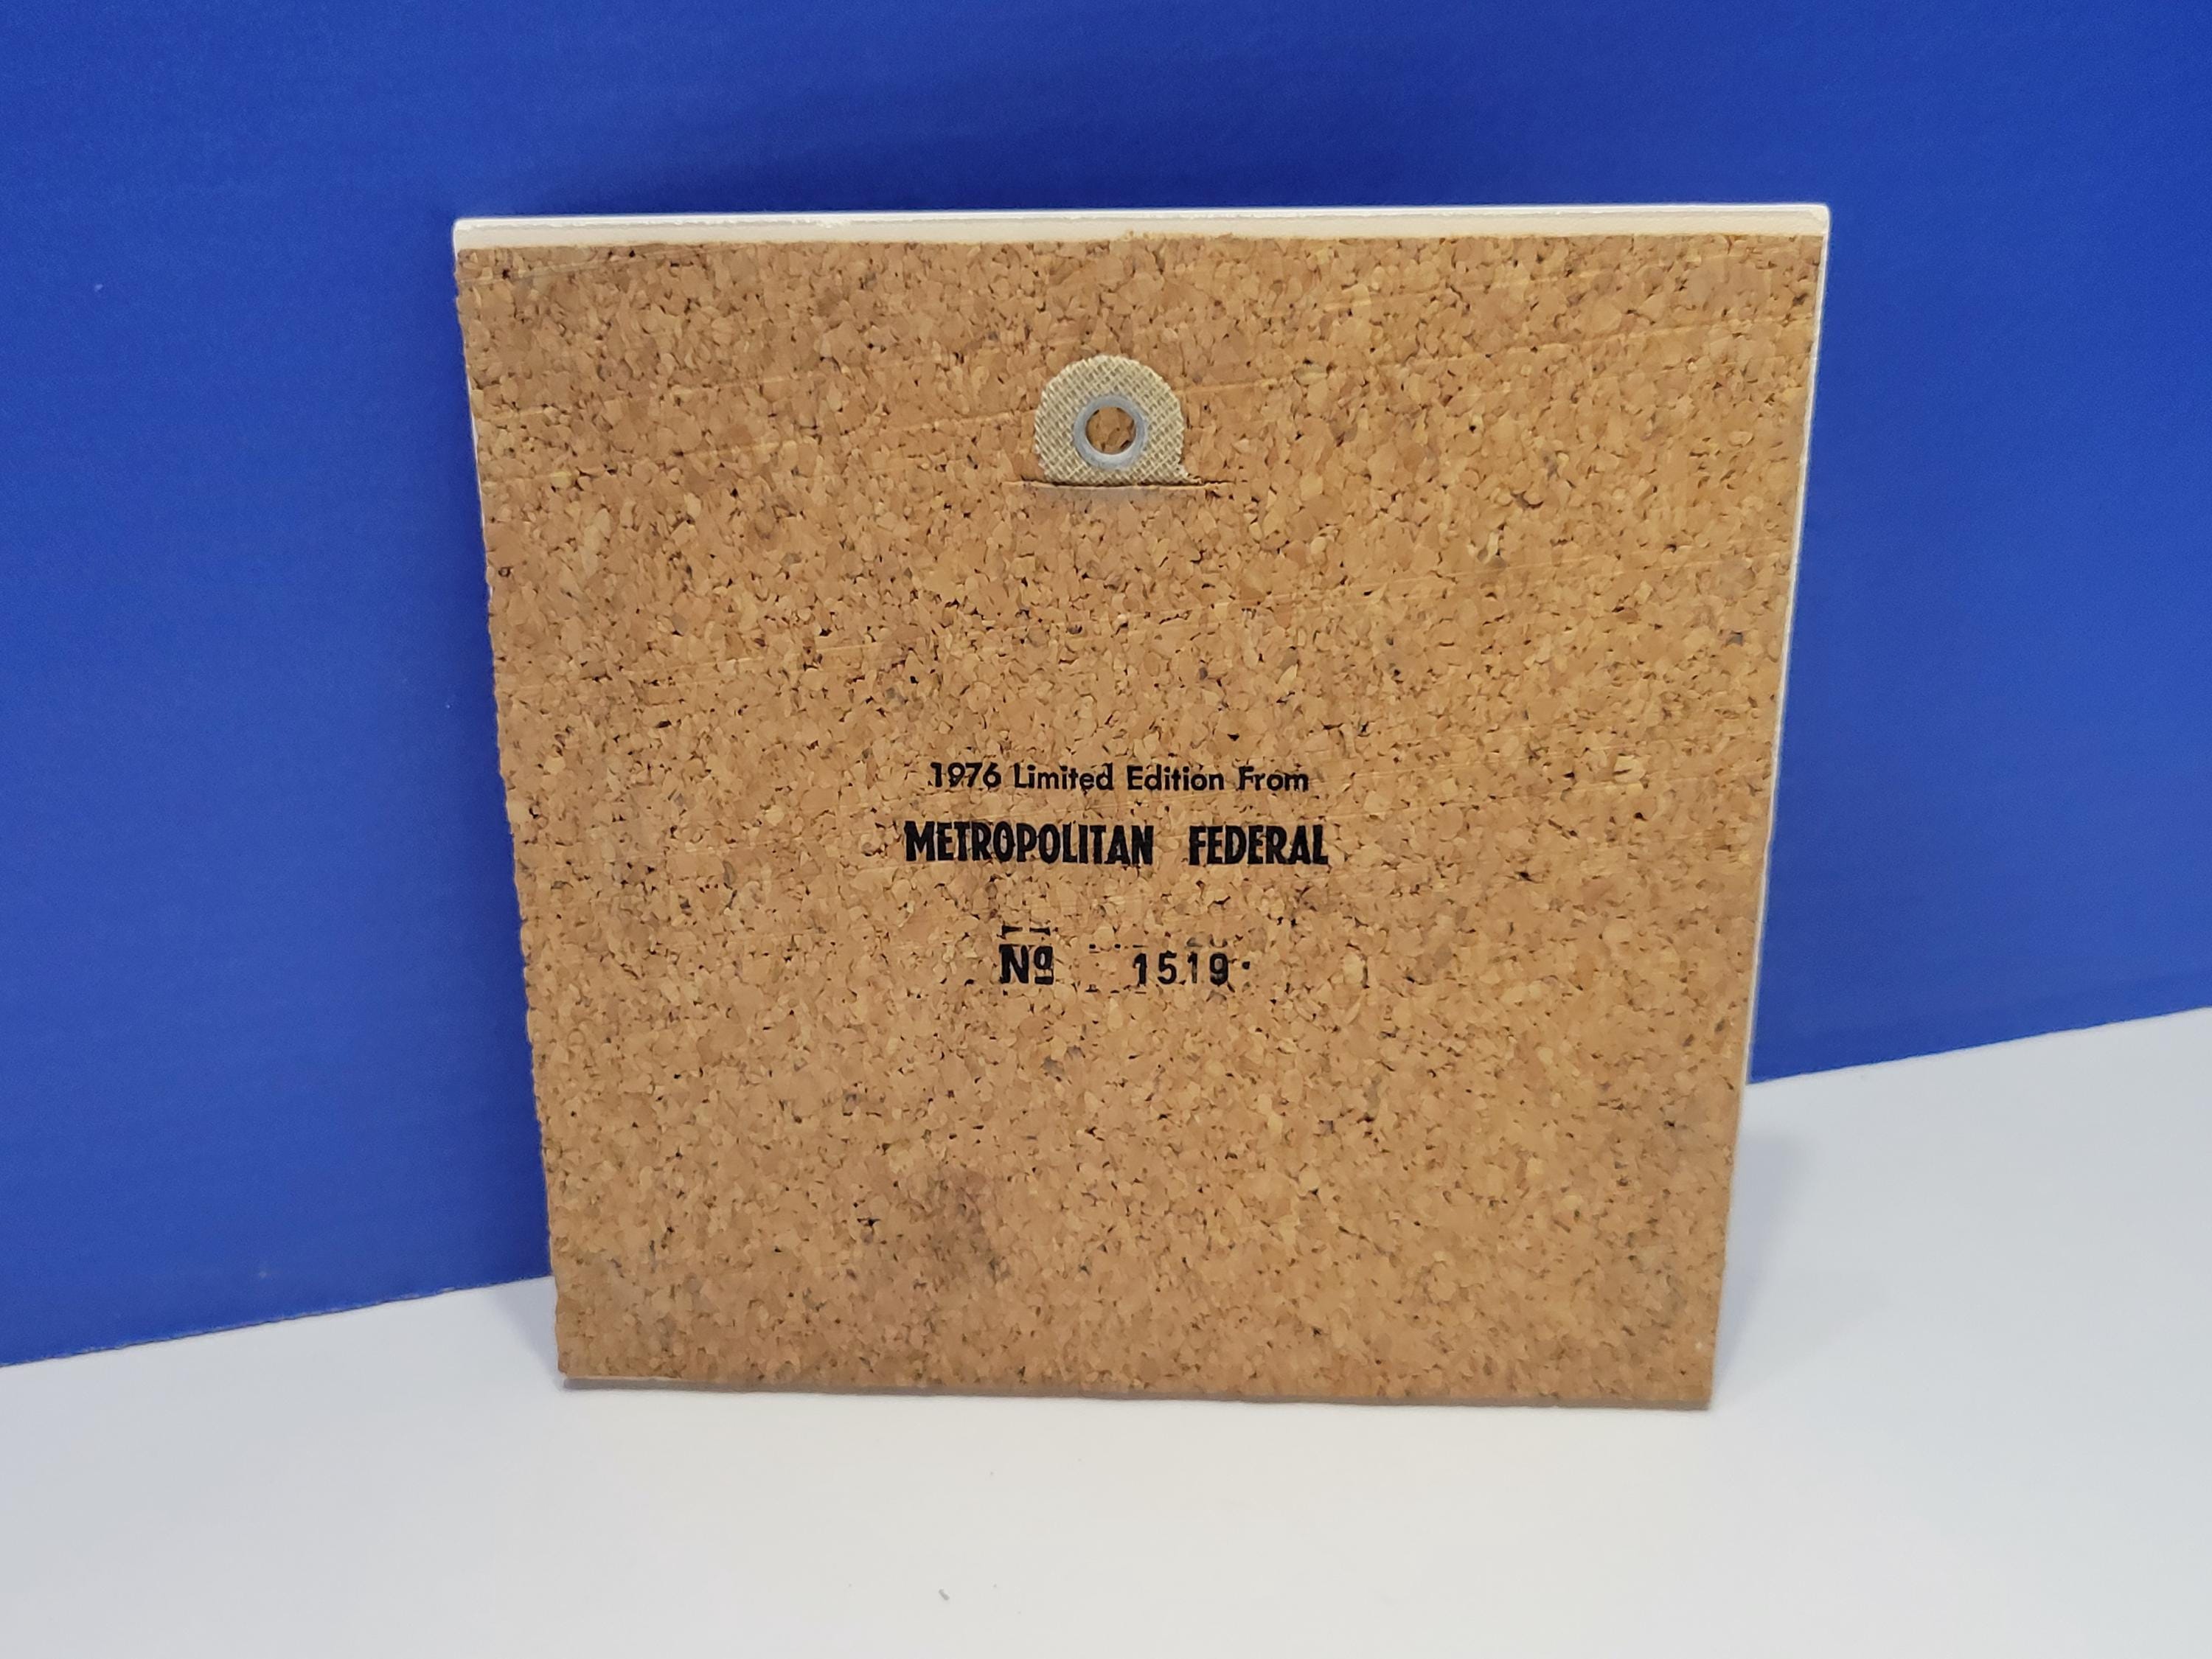 1976 Limited Edition From
METROPOLITAN FEDERAL
Nº 1519